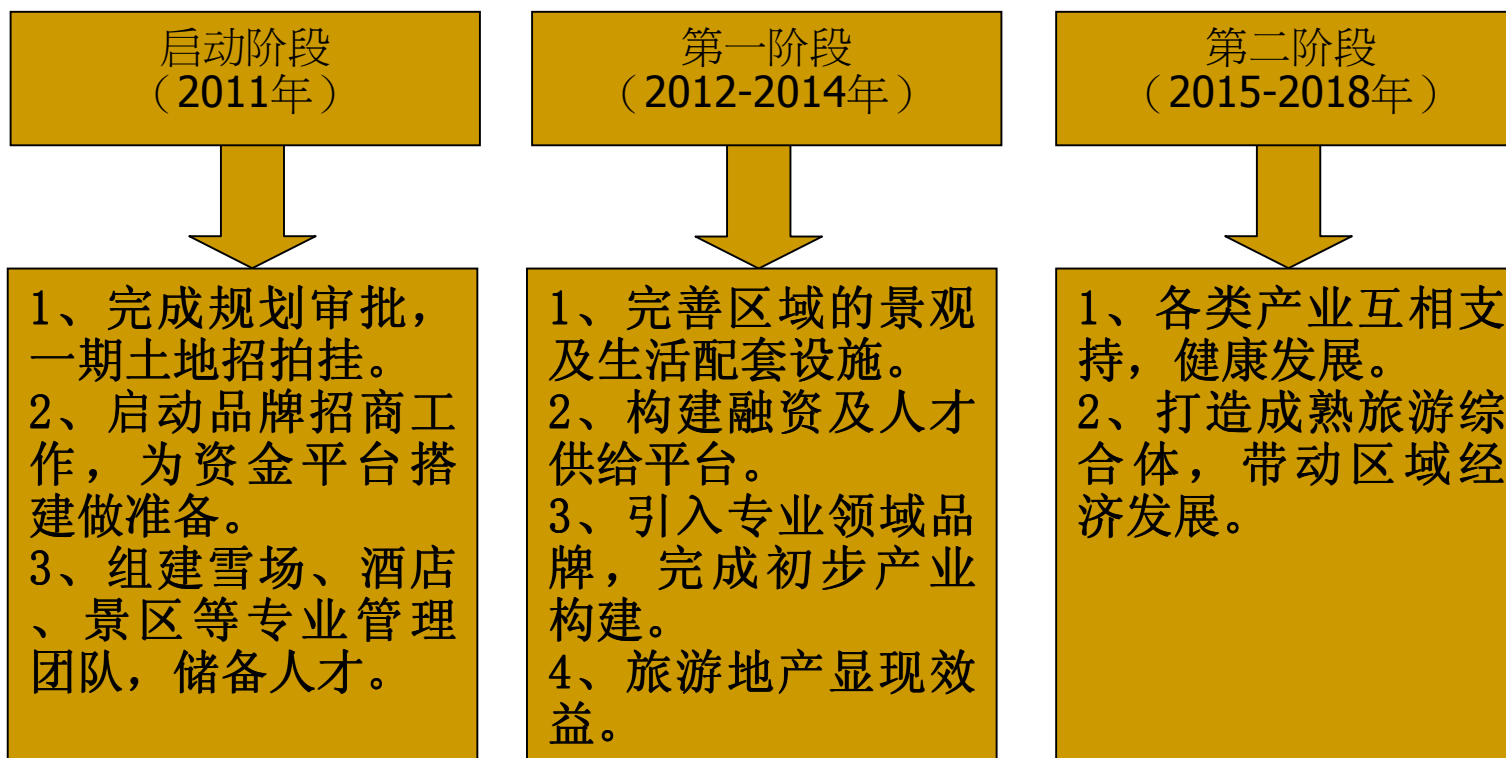 启动阶段
（2011年）
1、完成规划审批，
一期土地招拍挂。
2、启动品牌招商工
作，为资金平台搭
建做准备。
3、组建雪场、酒店
、景区等专业管理
团队，储备人才。
第一阶段
（2012-2014年）
1、完善区域的景观
及生活配套设施。
2、构建融资及人才
供给平台。
3、引入专业领域品
牌，完成初步产业
构建。
4、旅游地产显现效
益。
第二阶段
（2015-2018年）
1、各类产业互相支
持，健康发展。
2、打造成熟旅游综
合体，带动区域经
济发展。